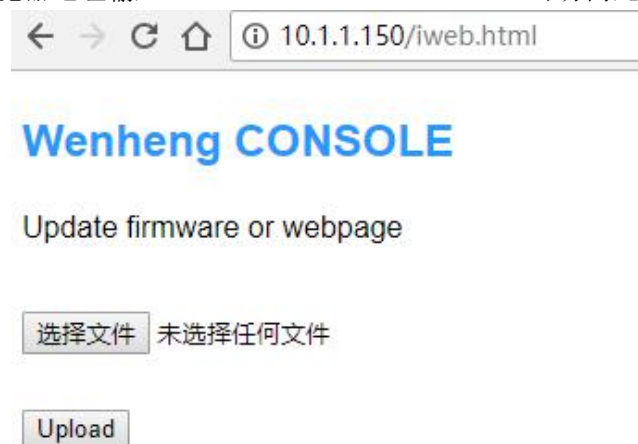 10.1.1.150/iweb.html
Wenheng CONSOLE
Update firmware or webpage
选择文件 未选择任何文件
Upload